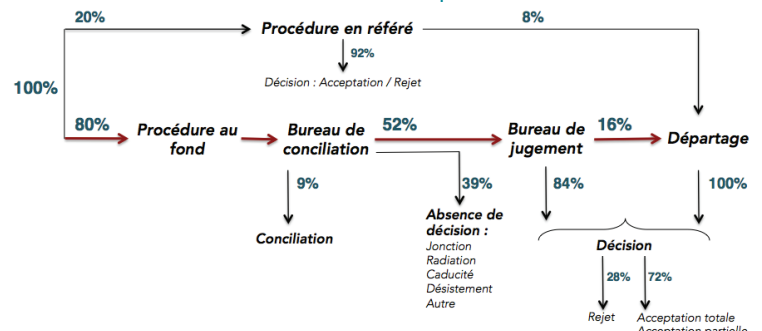 20%
Procédure en référé
8%
92%
Décision : Acceptation / Rejet
100%
80%
Procédure au
fond
Bureau de
conciliation
52%
Bureau de
jugement
16%
Départage
9%
39%
84%
100%
Conciliation
Absence de
décision :
Jonction
Radiation
Caducité
Désistement
Autre
Décision
28%
72%
Rejet
Acceptation totale
Acceptation partielle